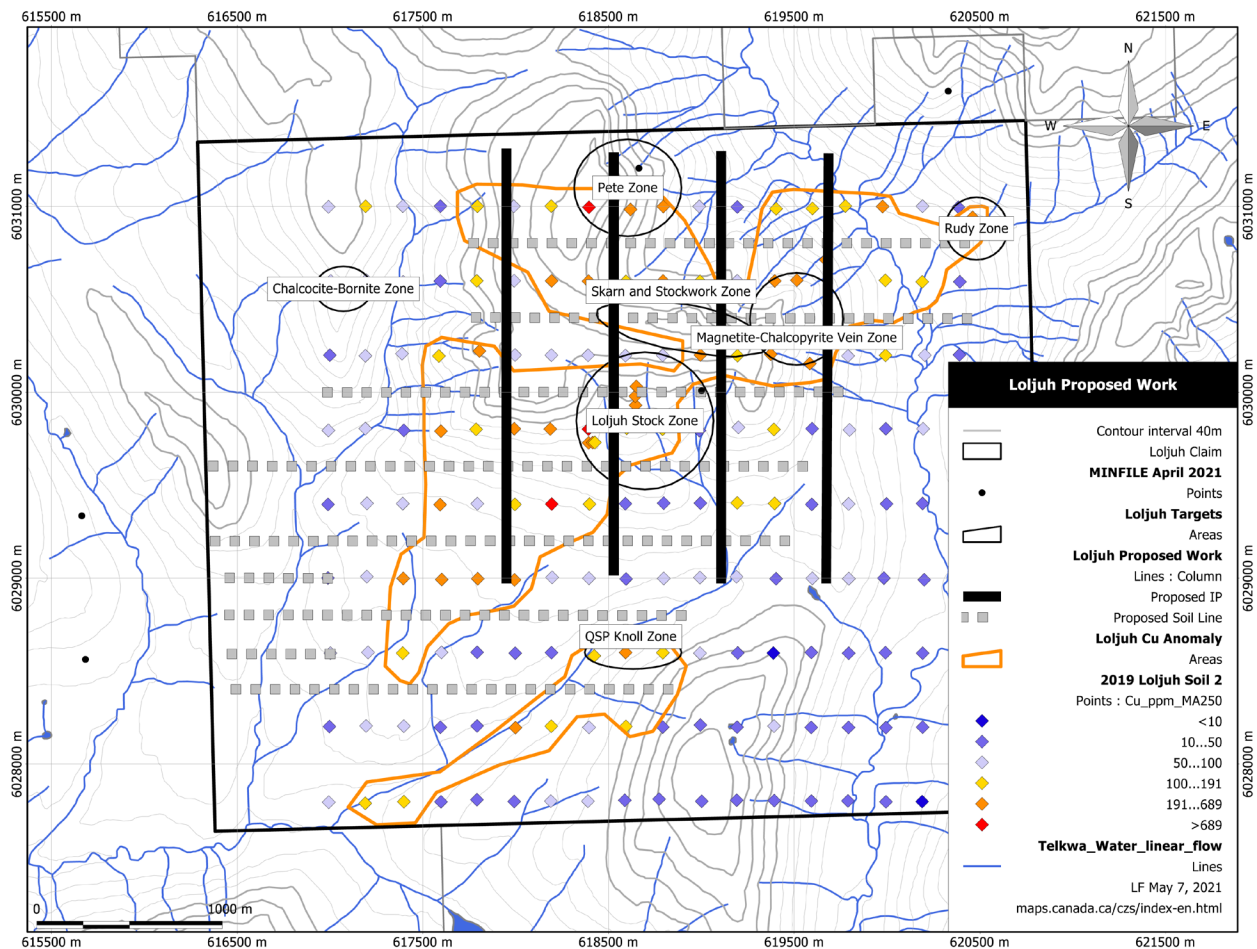 615500 m 616500 m 617500 m 618500 m 619500 m 620500 m 621500 m
N
W E
S
6031000 m 6031000 m
Pete Zone
Rudy Zone
Chalcocite-Bornite Zone
Skarn and Stockwork Zone
Magnetite-Chalcopyrite Vein Zone
6030000 m 6030000 m
Loljuh Stock Zone
6029000 m 6029000 m
QSP Knoll Zone
6028000 m 6028000 m
Loljuh Proposed Work
Contour interval 40m
Loljuh Claim
MINFILE April 2021
Points
Loljuh Targets
Areas
Loljuh Proposed Work
Lines : Column
Proposed IP
Proposed Soil Line
Loljuh Cu Anomaly
Areas
2019 Loljuh Soil 2
Points : Cu_ppm_MA250
<10
10...50
50...100
100...191
191...689
>689
Telkwa_Water_linear_flow
Lines
LF May 7, 2021
maps.canada.ca/czs/index-en.html
0 1000 m
615500 m 616500 m 617500 m 618500 m 619500 m 620500 m 621500 m